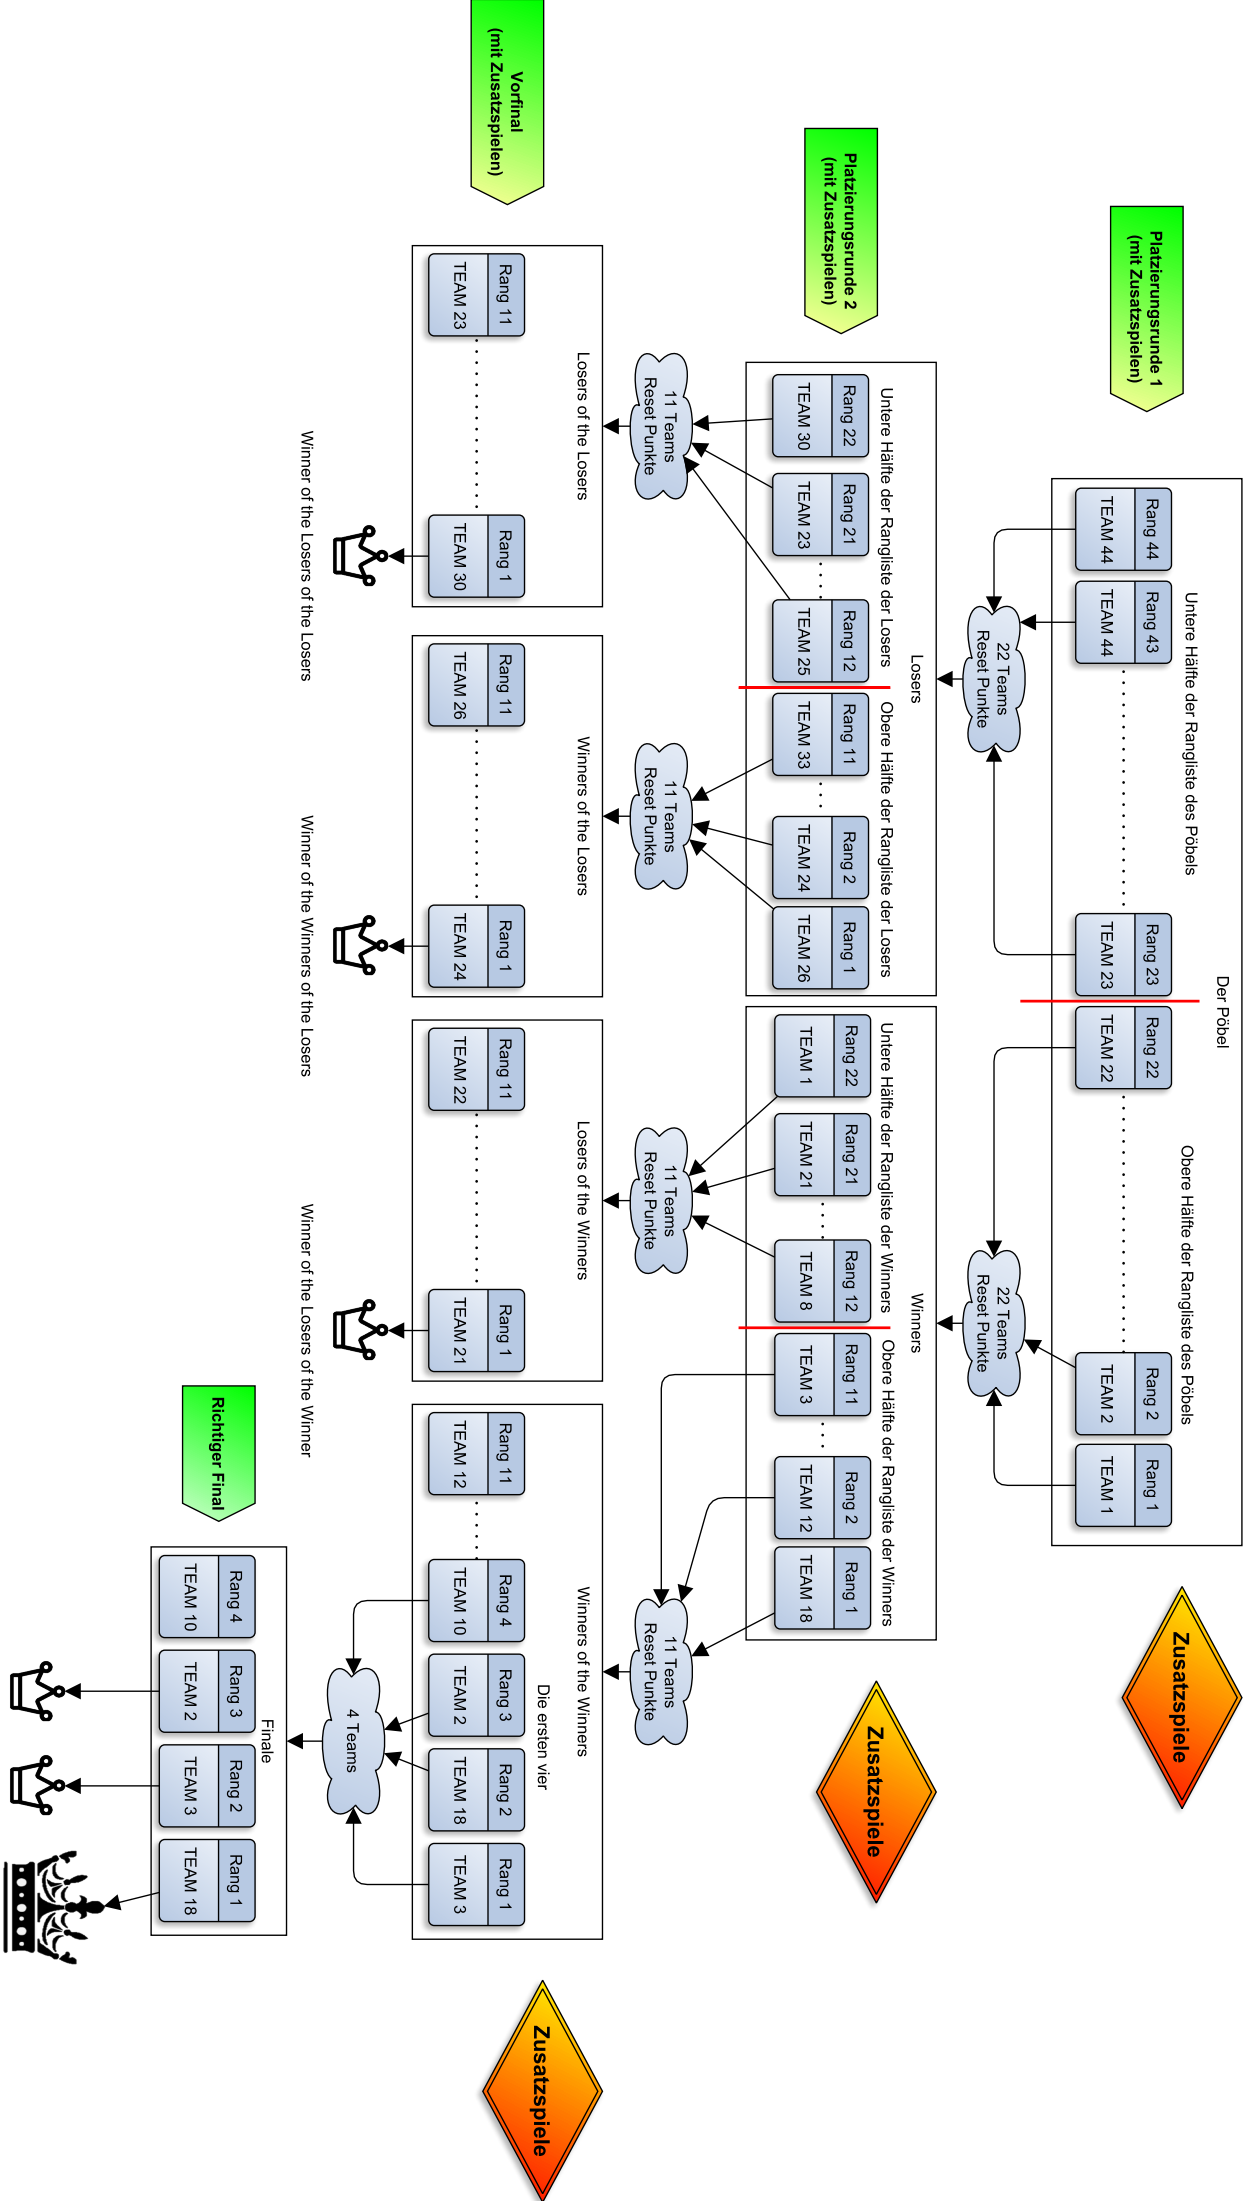 Platzierungsrunde 1
(mit Zusatzspielen)
Der Pöbel
Untere Hälfte der Rangliste des Pöbels
Obere Hälfte der Rangliste des Pöbels
Rang 44
TEAM 44
Rang 43
TEAM 44
Rang 23
TEAM 23
Rang 22
TEAM 22
Rang 2
TEAM 2
Rang 1
TEAM 1
Zusatzspiele
22 Teams
Reset Punkte
22 Teams
Reset Punkte
Platzierungsrunde 2
(mit Zusatzspielen)
Losers
Untere Hälfte der Rangliste der Losers
Obere Hälfte der Rangliste der Losers
Rang 22
TEAM 30
Rang 21
TEAM 23
Rang 12
TEAM 25
Rang 11
TEAM 33
Rang 2
TEAM 24
Rang 1
TEAM 26
Winners
Untere Hälfte der Rangliste der Winners
Obere Hälfte der Rangliste der Winners
Rang 22
TEAM 1
Rang 21
TEAM 21
Rang 12
TEAM 8
Rang 11
TEAM 3
Rang 2
TEAM 12
Rang 1
TEAM 18
Zusatzspiele
11 Teams
Reset Punkte
11 Teams
Reset Punkte
11 Teams
Reset Punkte
11 Teams
Reset Punkte
Vorfinal
(mit Zusatzspielen)
Losers of the Losers
Rang 11
TEAM 23
Rang 1
TEAM 30
Winners of the Losers
Rang 11
TEAM 26
Rang 1
TEAM 24
Losers of the Winners
Rang 11
TEAM 22
Rang 1
TEAM 21
Winners of the Winners
Die ersten vier
Rang 11
TEAM 12
Rang 4
TEAM 10
Rang 3
TEAM 2
Rang 2
TEAM 18
Rang 1
TEAM 3
Zusatzspiele
Winner of the Losers of the Losers
Winner of the Winners of the Losers
Winner of the Losers of the Winner
4 Teams
Richtiger Final
Finale
Rang 4
TEAM 10
Rang 3
TEAM 2
Rang 2
TEAM 3
Rang 1
TEAM 18